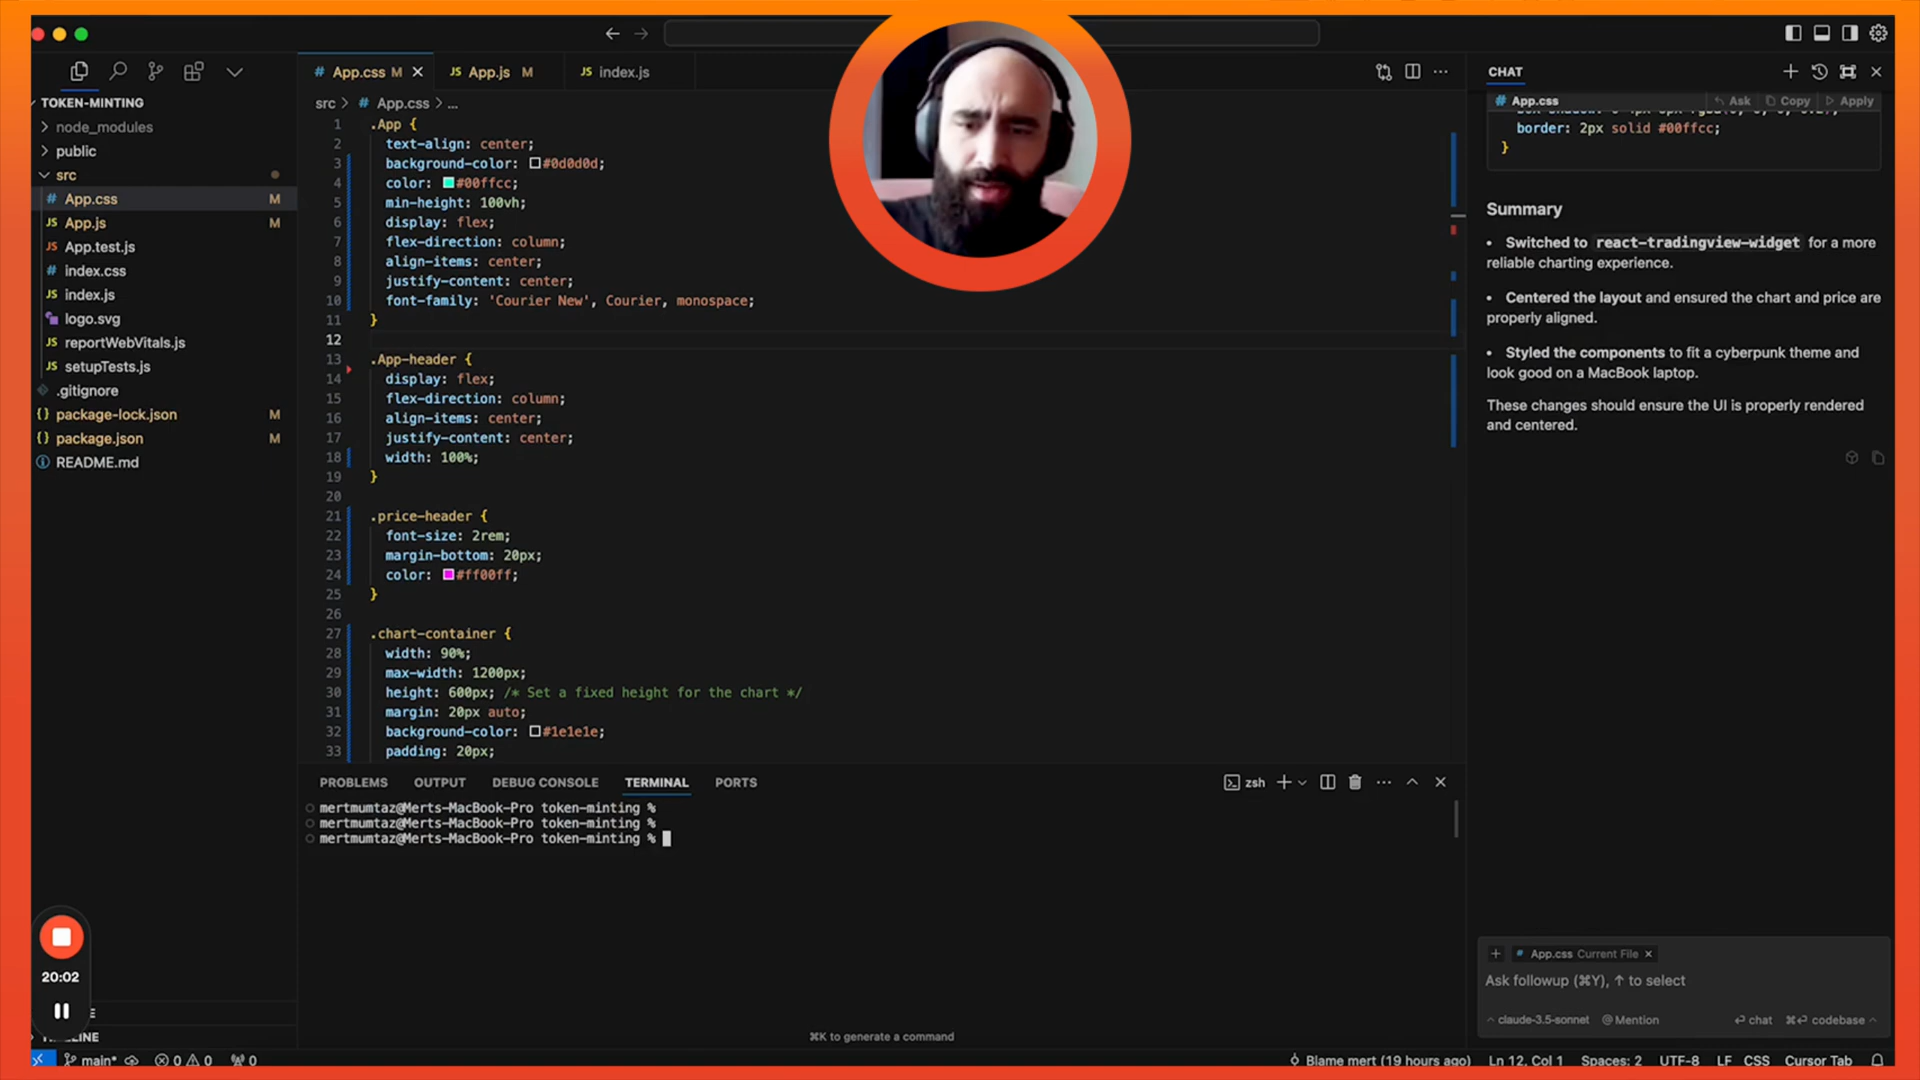 App.css M
JS App.js M
JS index.js
CHAT
TOKEN-MINTING
node_modules
public
src
# App.css M
JS App.js M
JS App.test.js
# index.css
JS index.js
logo.svg
JS reportWebVitals.js
JS setupTests.js
.gitignore
{} package-lock.json M
{} package.json M
README.md
src > # App.css > ...
1 .App {
2 text-align: center;
3 background-color: #0d0d0d;
4 color: #00ffcc;
5 min-height: 100vh;
6 display: flex;
7 flex-direction: column;
8 align-items: center;
9 justify-content: center;
10 font-family: 'Courier New', Courier, monospace;
11 }
12
13 .App-header {
14 display: flex;
15 flex-direction: column;
16 align-items: center;
17 justify-content: center;
18 width: 100%;
19 }
20
21 .price-header {
22 font-size: 2rem;
23 margin-bottom: 20px;
24 color: #ff00ff;
25 }
26
27 .chart-container {
28 width: 90%;
29 max-width: 1200px;
30 height: 600px; /* Set a fixed height for the chart */
31 margin: 20px auto;
32 background-color: #1e1e1e;
33 padding: 20px;
PROBLEMS OUTPUT DEBUG CONSOLE TERMINAL PORTS
zsh
mertmumtaz@Merts-MacBook-Pro token-minting %
mertmumtaz@Merts-MacBook-Pro token-minting %
mertmumtaz@Merts-MacBook-Pro token-minting %
⌘K to generate a command
# App.css Ask Copy Apply
border: 2px solid #00ffcc;
}
Summary
• Switched to react-tradingview-widget for a more
reliable charting experience.
• Centered the layout and ensured the chart and price are
properly aligned.
• Styled the components to fit a cyberpunk theme and
look good on a MacBook laptop.
These changes should ensure the UI is properly rendered
and centered.
+ # App.css Current File ×
Ask followup (⌘Y), ↑ to select
claude-3.5-sonnet @ Mention
chat
codebase
20:02
main* 0 0 0
Blame mert (19 hours ago) Ln 12, Col 1 Spaces: 2 UTF-8 LF CSS Cursor Tab